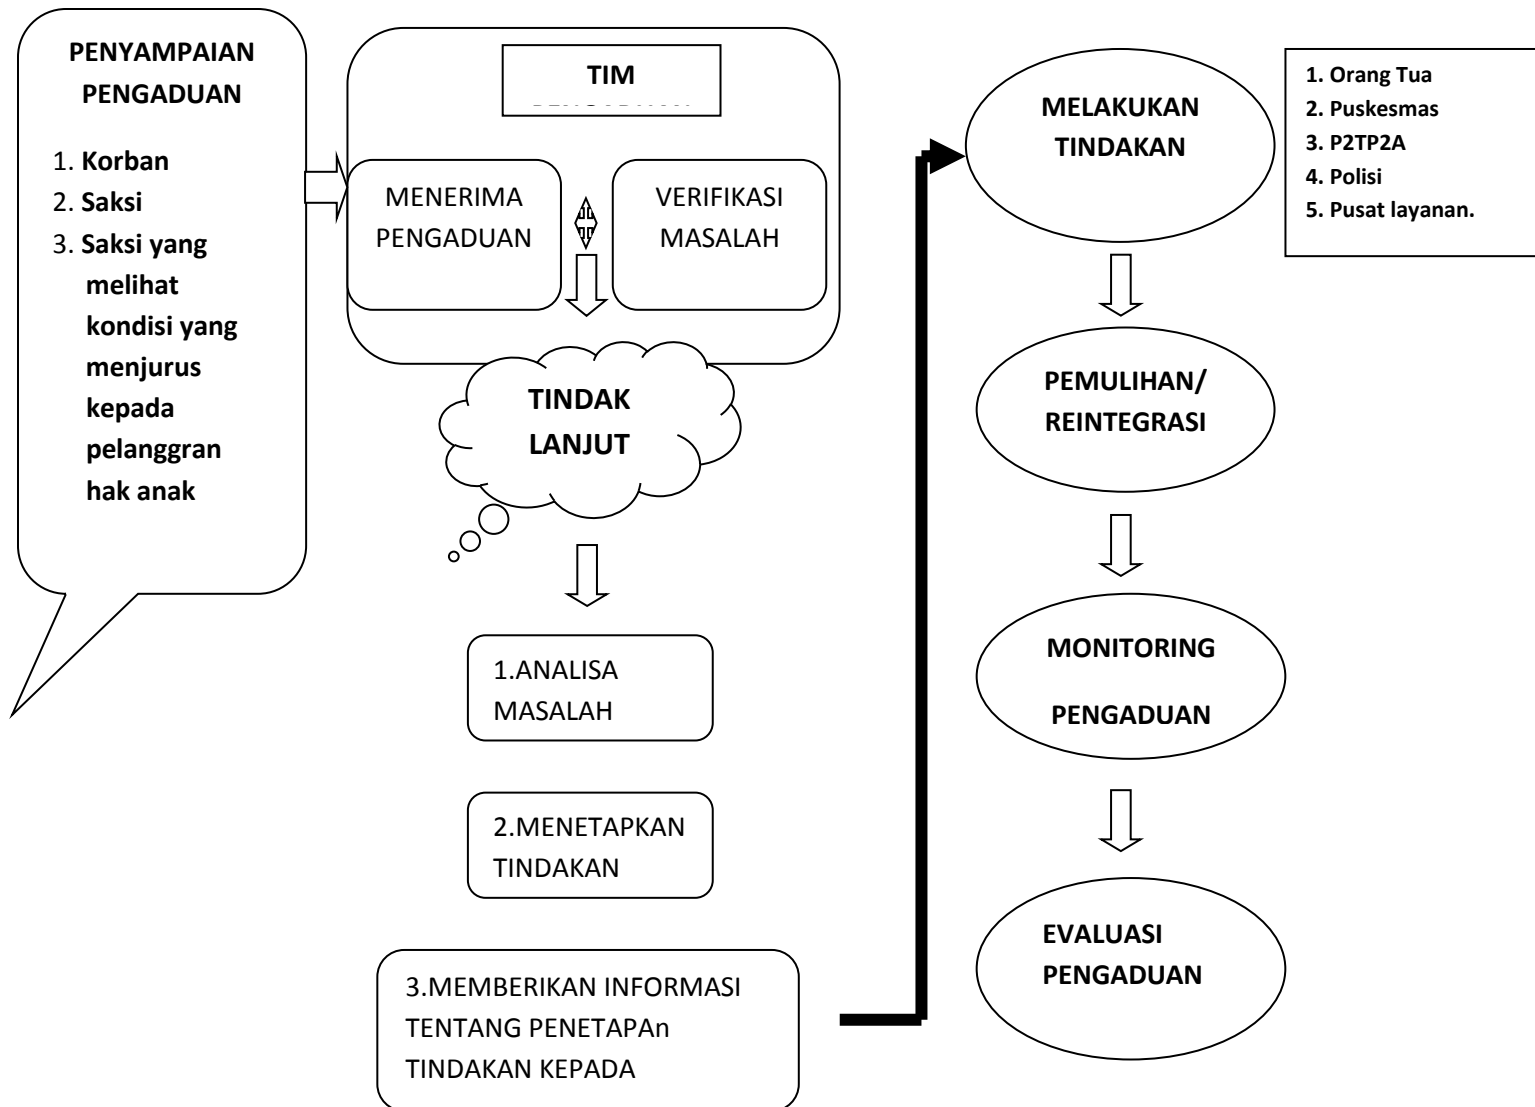 PENYAMPAIAN
PENGADUAN
1. Korban
2. Saksi
3. Saksi yang
melihat
kondisi yang
menjurus
kepada
pelanggran
hak anak
TIM
MENERIMA
PENGADUAN
VERIFIKASI
MASALAH
TINDAK
LANJUT
1.ANALISA
MASALAH
2.MENETAPKAN
TINDAKAN
3.MEMBERIKAN INFORMASI
TENTANG PENETAPAn
TINDAKAN KEPADA
MELAKUKAN
TINDAKAN
1. Orang Tua
2. Puskesmas
3. P2TP2A
4. Polisi
5. Pusat layanan.
PEMULIHAN/
REINTEGRASI
MONITORING
PENGADUAN
EVALUASI
PENGADUAN